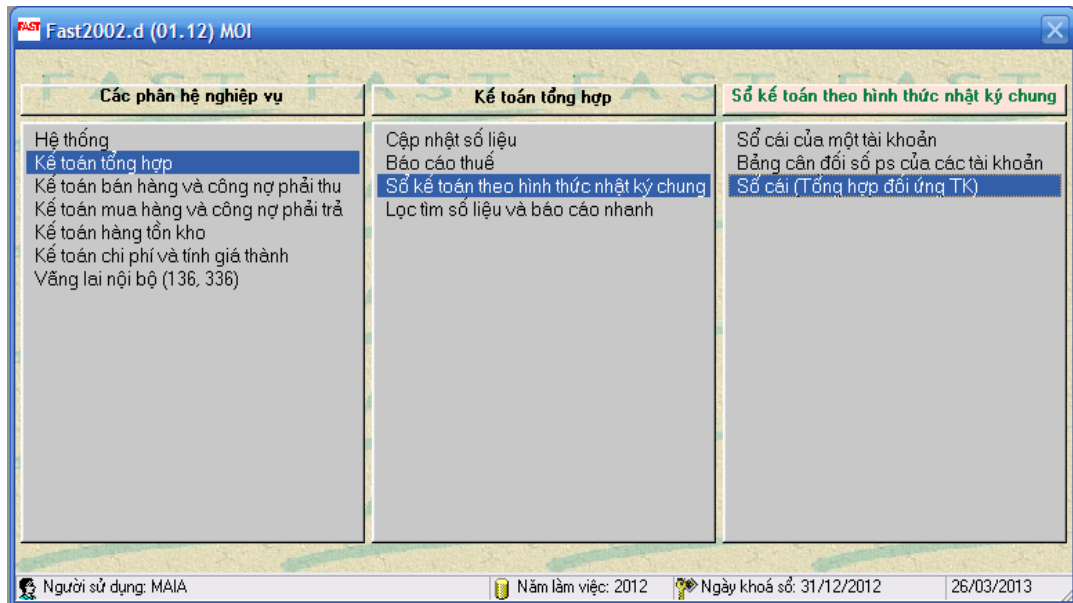 FAST Fast2002.d (01.12) MOI
FAST FAST FAST
Các phân hệ nghiệp vụ
Kế toán tổng hợp
Sổ kế toán theo hình thức nhật ký chung
Hệ thống
Kế toán tổng hợp
Kế toán bán hàng và công nợ phải thu
Kế toán mua hàng và công nợ phải trả
Kế toán hàng tồn kho
Kế toán chi phí và tính giá thành
Vãng lai nội bộ (136, 336)
Cập nhật số liệu
Báo cáo thuế
Sổ kế toán theo hình thức nhật ký chung
Lọc tìm số liệu và báo cáo nhanh
Sổ cái của một tài khoản
Bảng cân đối số ps của các tài khoản
Sổ cái (Tổng hợp đối ứng TK)
Người sử dụng: MAIA
Năm làm việc: 2012
Ngày khoá sổ: 31/12/2012
26/03/2013